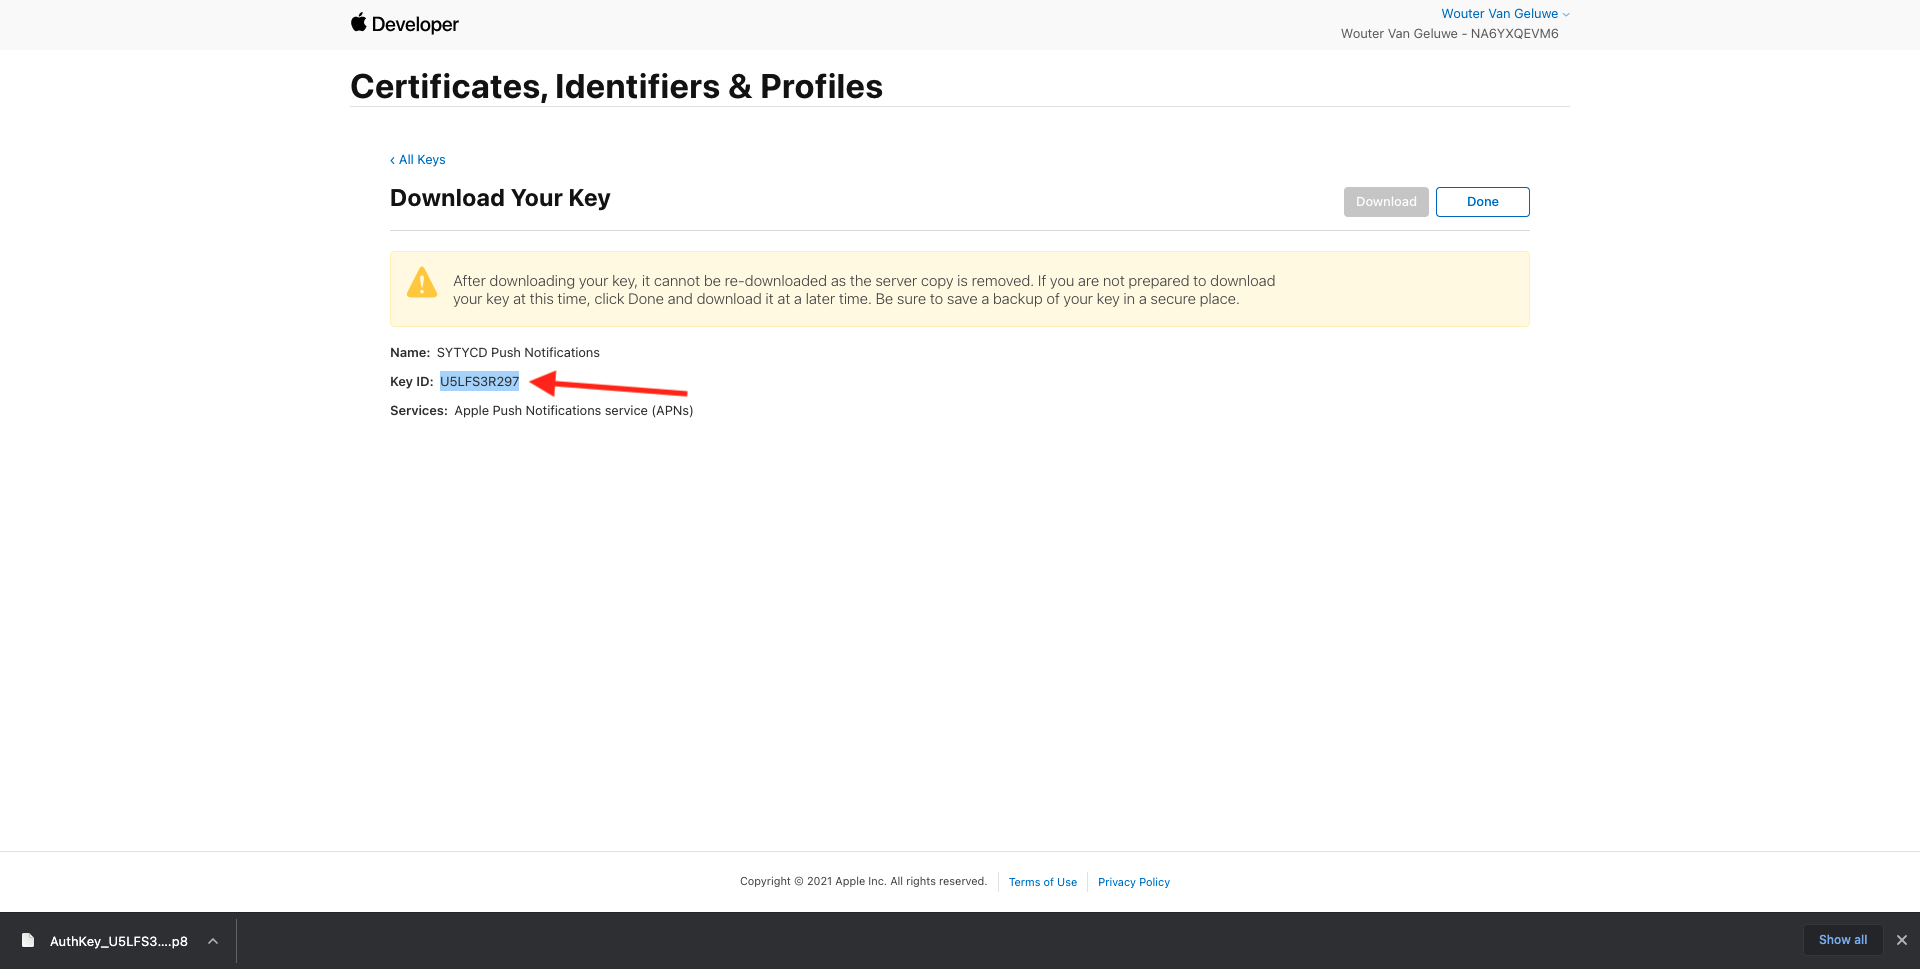 Developer
Wouter Van Geluwe
Wouter Van Geluwe - NA6YXQEVM6
Certificates, Identifiers & Profiles
‹ All Keys
Download Your Key
Download
Done
After downloading your key, it cannot be re-downloaded as the server copy is removed. If you are not prepared to download
your key at this time, click Done and download it at a later time. Be sure to save a backup of your key in a secure place.
Name: SYTYCD Push Notifications
Key ID: U5LFS3R297
Services: Apple Push Notifications service (APNs)
Copyright © 2021 Apple Inc. All rights reserved.
Terms of Use
Privacy Policy
AuthKey_U5LFS3....p8
Show all